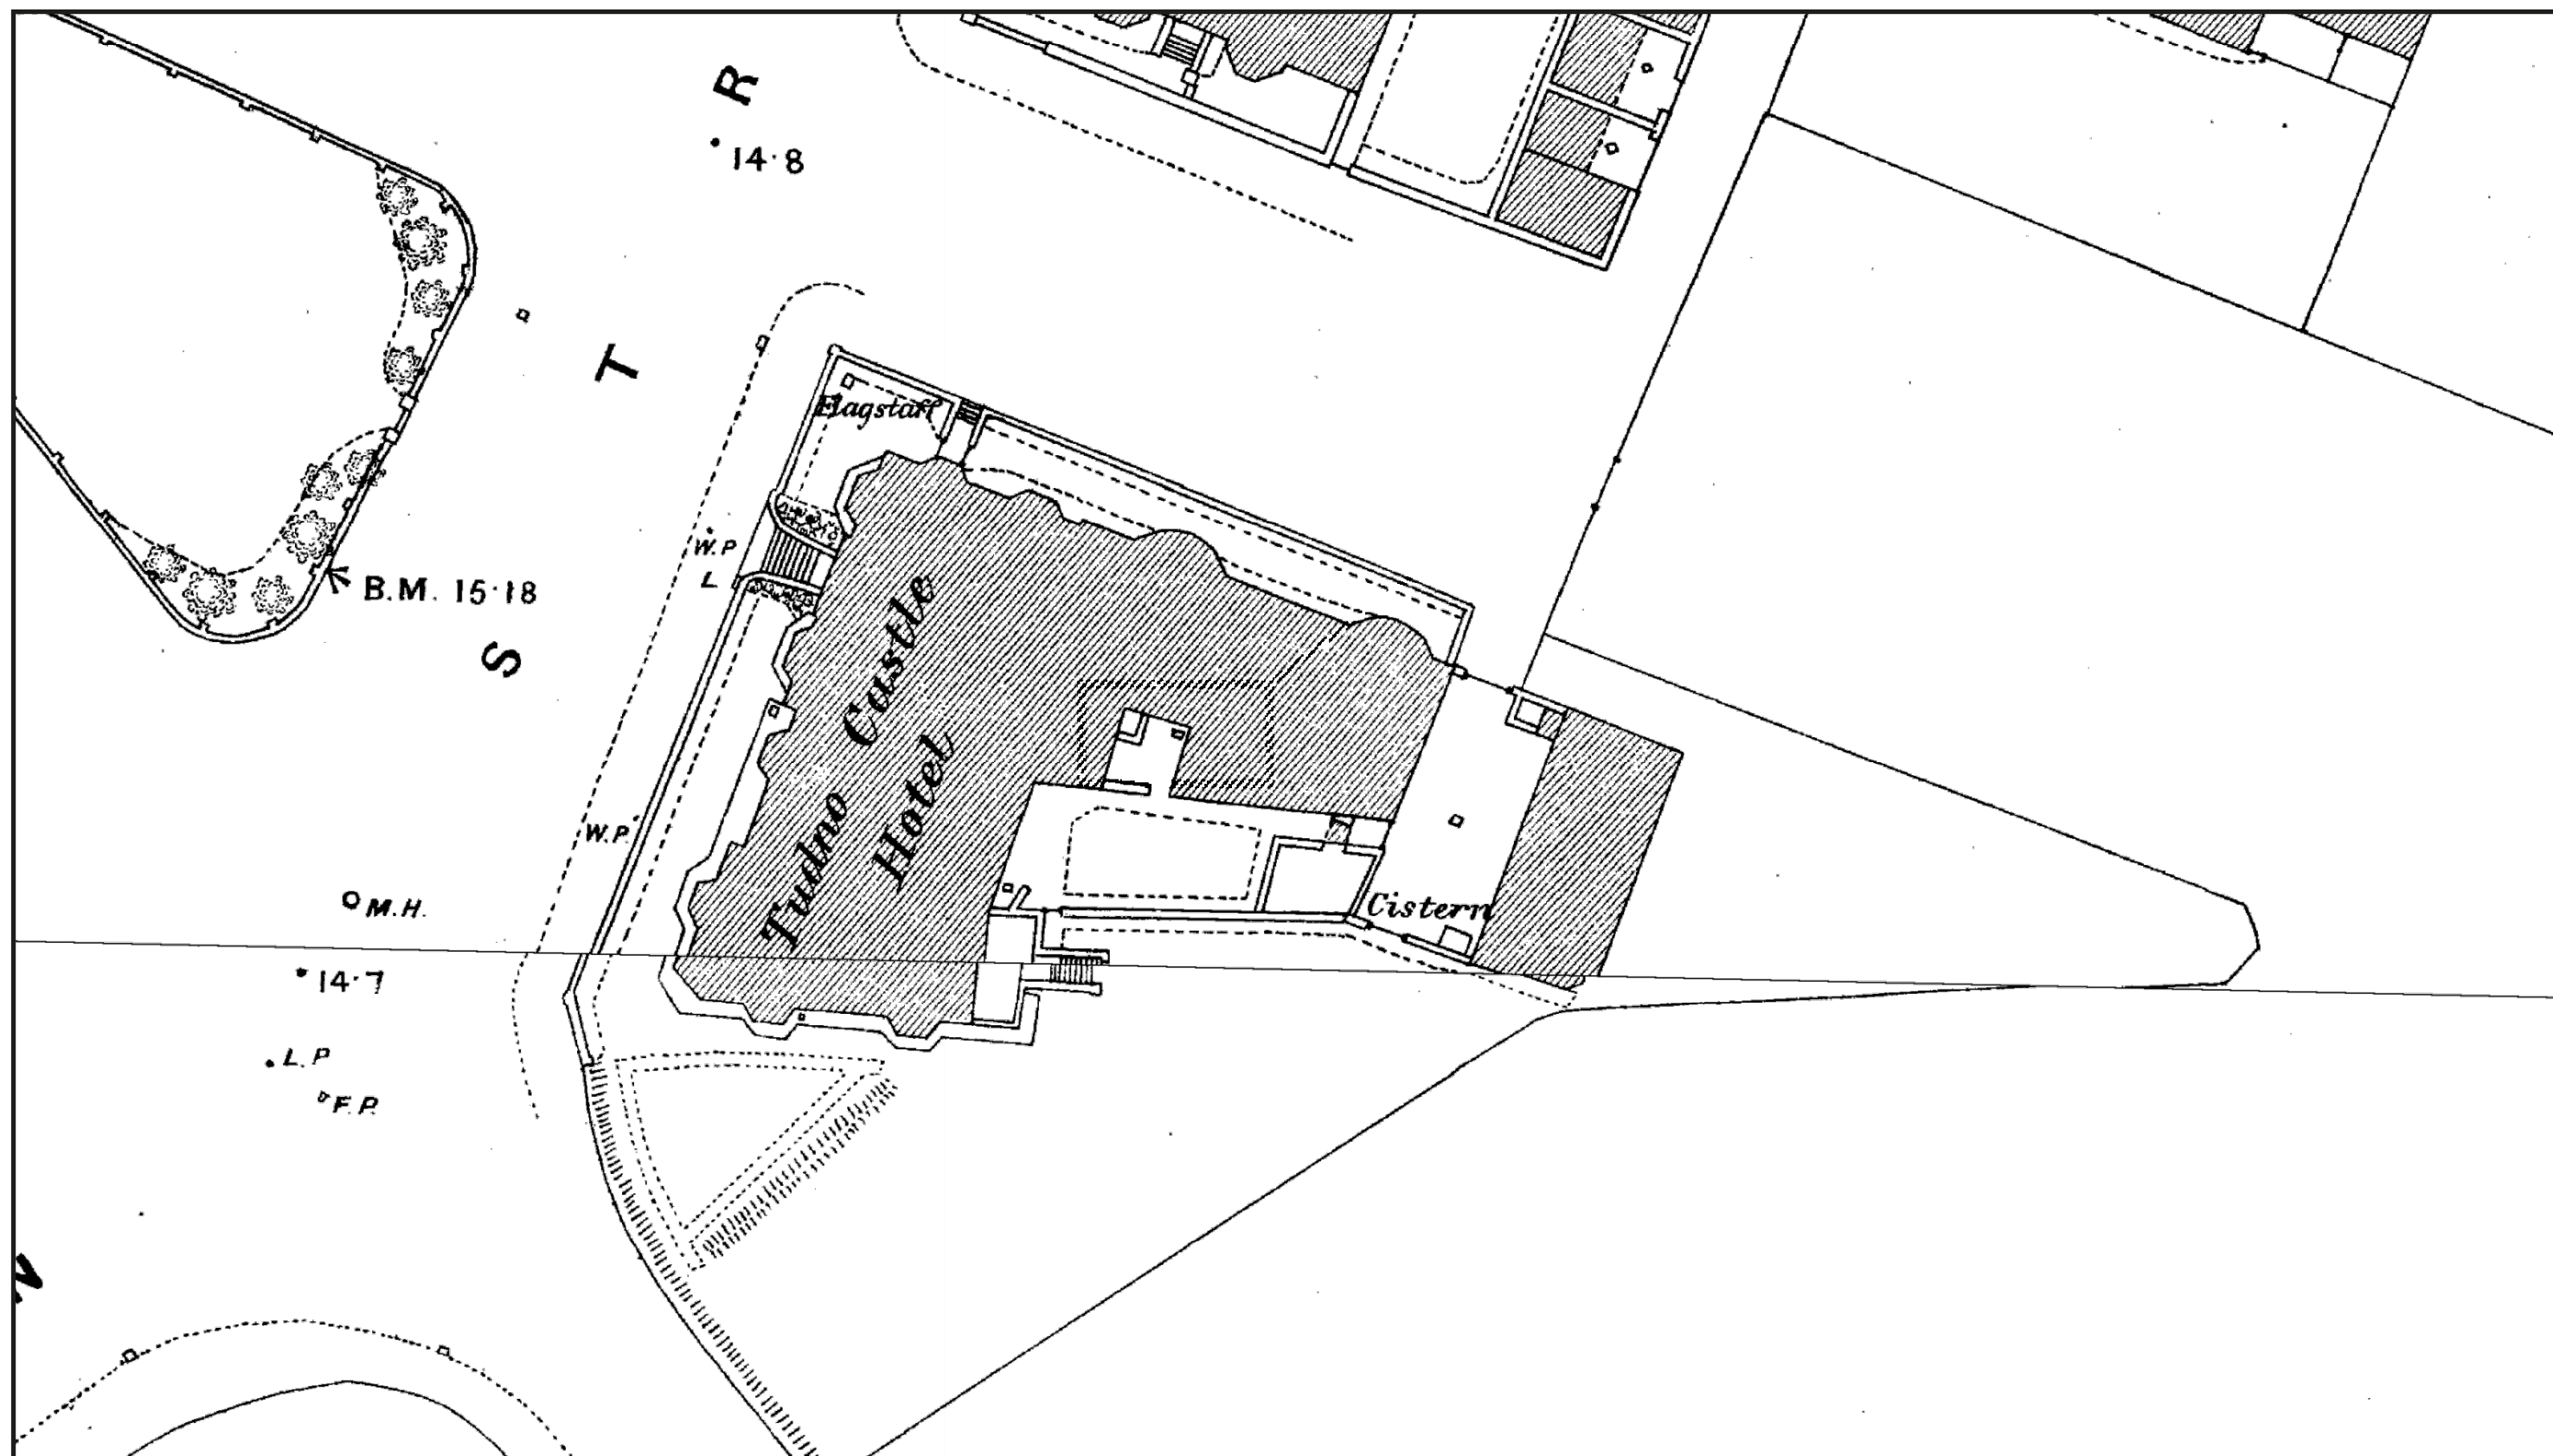 R
14·8
T
Flagstaff
W.P
L
B.M. 15·18
S
Tudno Castle
Hotel
W.P.
M.H.
Cistern
14·7
L.P
F.P.
N